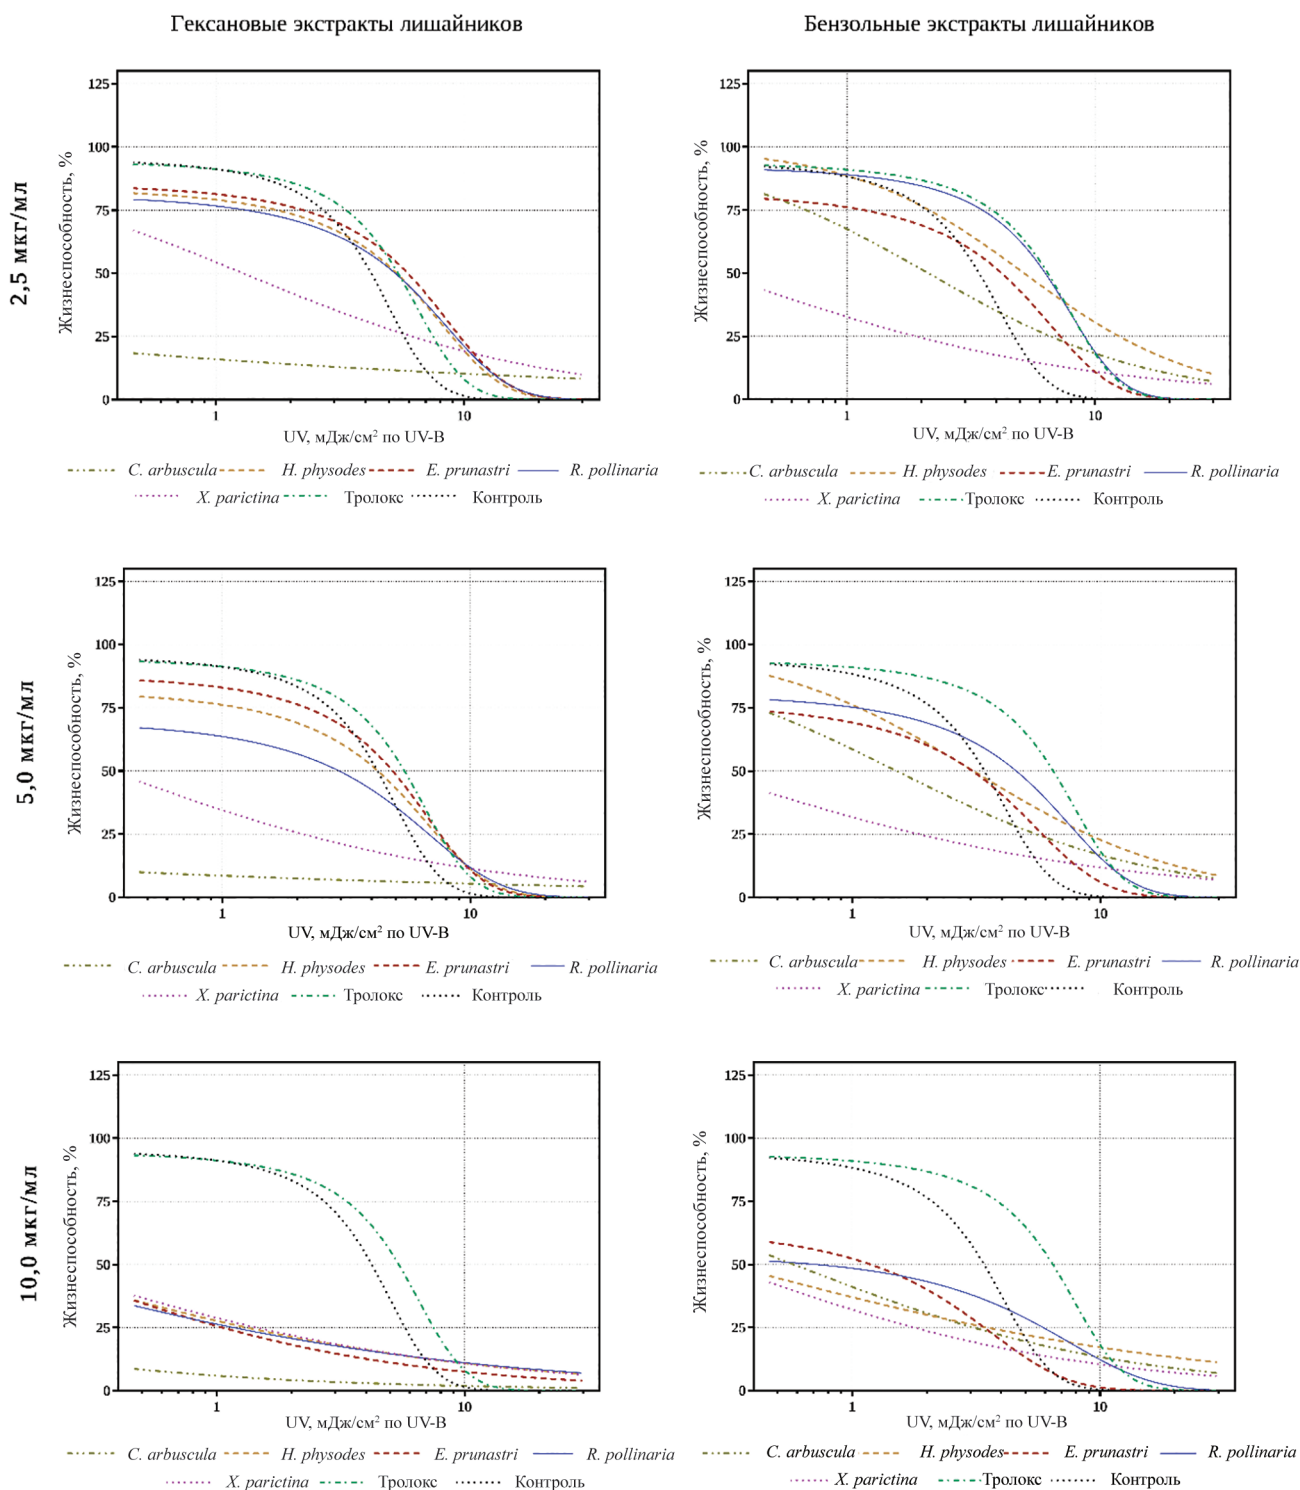 Гексановые экстракты лишайников
Бензольные экстракты лишайников
2,5 мкг/мл
Жизнеспособность, %
125
100
75
50
25
0
1
10
UV, мДж/см² по UV-B
C. arbuscula
H. physodes
E. prunastri
R. pollinaria
X. parictina
Тролокс
Контроль
Жизнеспособность, %
125
100
75
50
25
0
1
10
UV, мДж/см² по UV-B
C. arbuscula
H. physodes
E. prunastri
R. pollinaria
X. parictina
Тролокс
Контроль
5,0 мкг/мл
Жизнеспособность, %
125
100
75
50
25
0
1
10
UV, мДж/см² по UV-B
C. arbuscula
H. physodes
E. prunastri
R. pollinaria
X. parictina
Тролокс
Контроль
Жизнеспособность, %
125
100
75
50
25
0
1
10
UV, мДж/см² по UV-B
C. arbuscula
H. physodes
E. prunastri
R. pollinaria
X. parictina
Тролокс
Контроль
10,0 мкг/мл
Жизнеспособность, %
125
100
75
50
25
0
1
10
UV, мДж/см² по UV-B
C. arbuscula
H. physodes
E. prunastri
R. pollinaria
X. parictina
Тролокс
Контроль
Жизнеспособность, %
125
100
75
50
25
0
1
10
UV, мДж/см² по UV-B
C. arbuscula
H. physodes
E. prunastri
R. pollinaria
X. parictina
Тролокс
Контроль